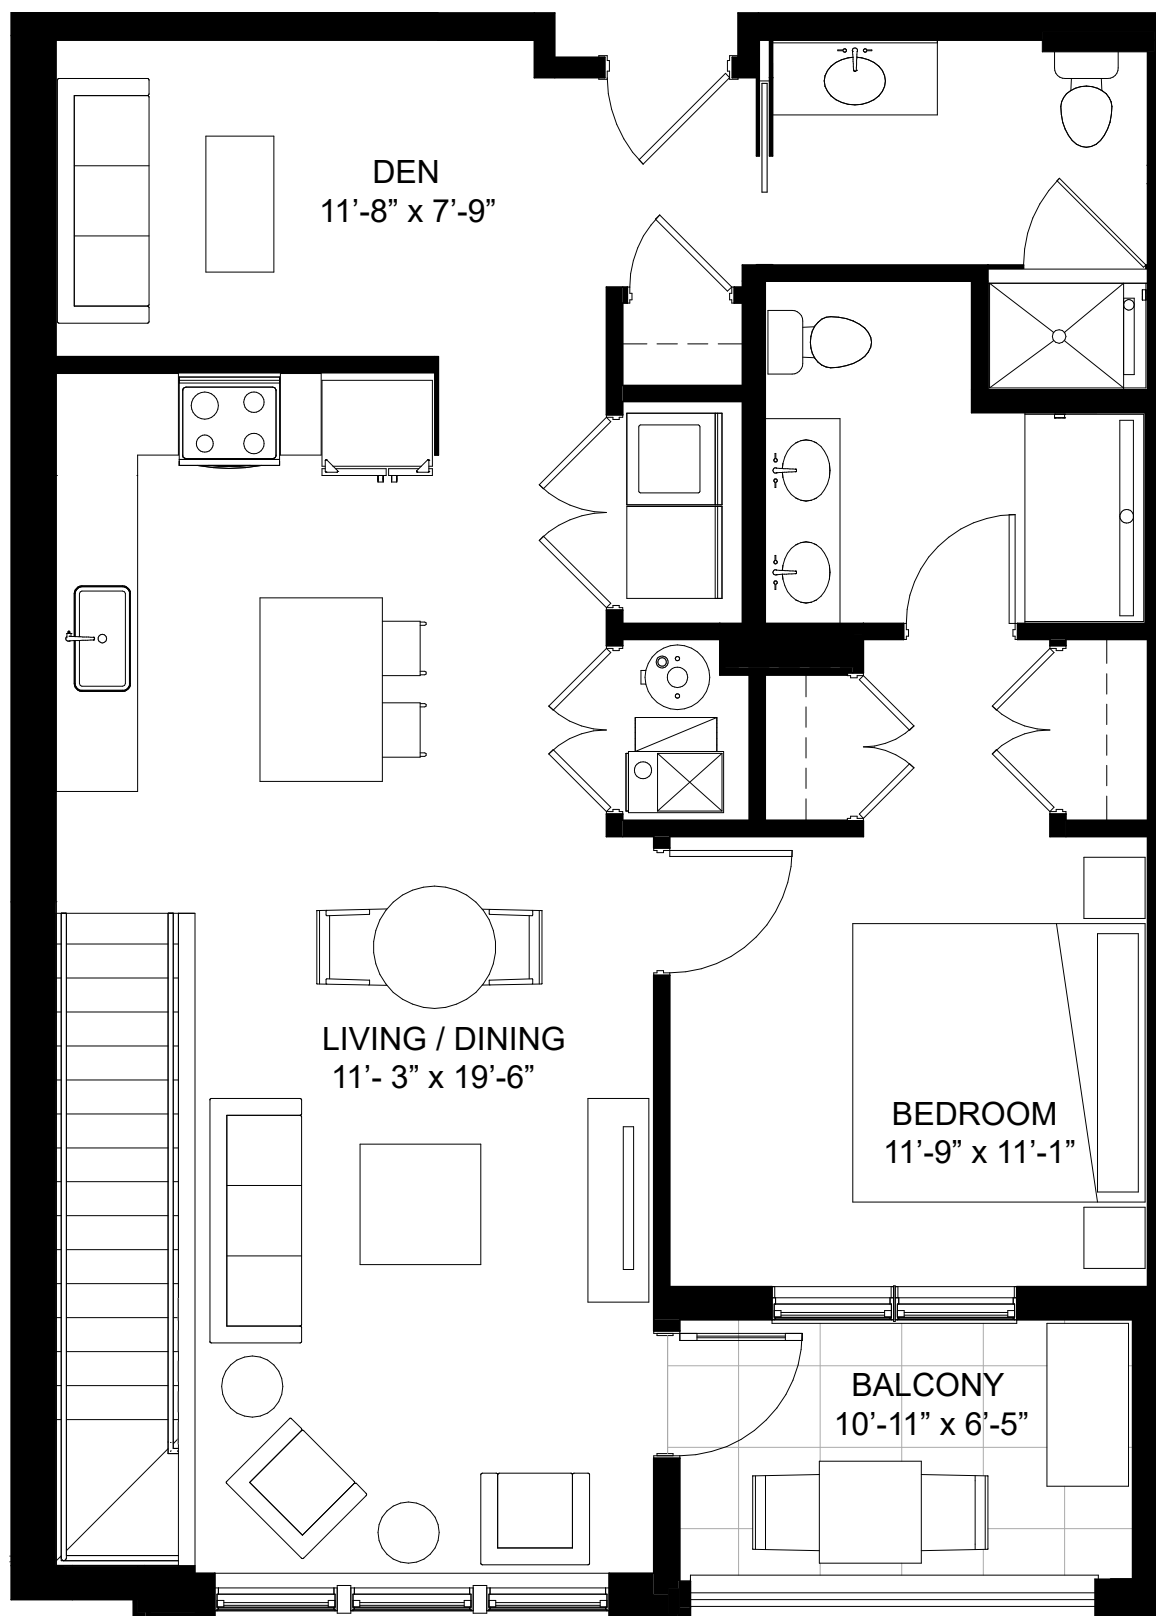 DEN
11’-8” x 7’-9”
LIVING / DINING
11’- 3” x 19’-6”
BEDROOM
11’-9” x 11’-1”
BALCONY
10’-11” x 6’-5”